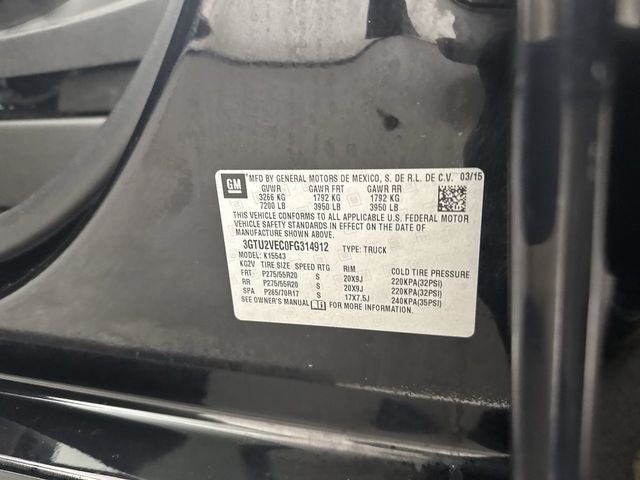 GM *MFD BY GENERAL MOTORS DE MEXICO, S. DE R.L. DE C.V. 03/15
GVWR GAWR FRT GAWR RR
3266 KG 1792 KG 1792 KG
7200 LB 3950 LB 3950 LB
THIS VEHICLE CONFORMS TO ALL APPLICABLE U.S. FEDERAL MOTOR
VEHICLE SAFETY STANDARDS IN EFFECT ON THE DATE OF
MANUFACTURE SHOWN ABOVE.
3GTU2VEC0FG314912 TYPE: TRUCK
MODEL: K15543
KG2V TIRE SIZE SPEED RTG RIM COLD TIRE PRESSURE
FRT P275/55R20 S 20X9J 220KPA(32PSI)
RR P275/55R20 S 20X9J 220KPA(32PSI)
SPA P265/70R17 S 17X7.5J 240KPA(35PSI)
SEE OWNER'S MANUAL FOR MORE INFORMATION.